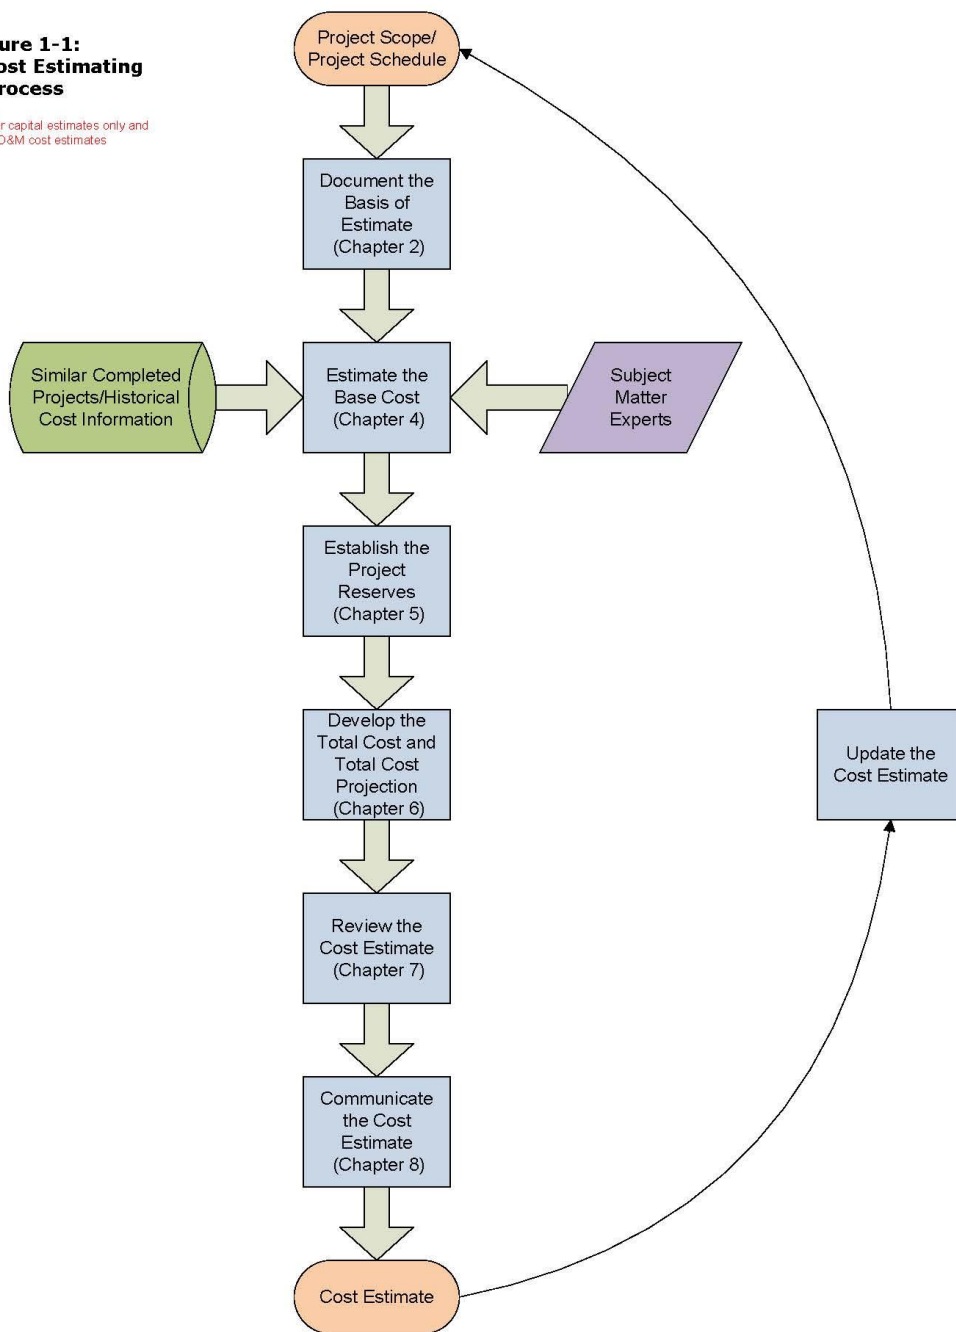 ure 1-1:
ost Estimating
rocess
r capital estimates only and
O&M cost estimates
Project Scope/
Project Schedule
Document the
Basis of
Estimate
(Chapter 2)
Similar Completed
Projects/Historical
Cost Information
Estimate the
Base Cost
(Chapter 4)
Subject
Matter
Experts
Establish the
Project
Reserves
(Chapter 5)
Develop the
Total Cost and
Total Cost
Projection
(Chapter 6)
Update the
Cost Estimate
Review the
Cost Estimate
(Chapter 7)
Communicate
the Cost
Estimate
(Chapter 8)
Cost Estimate